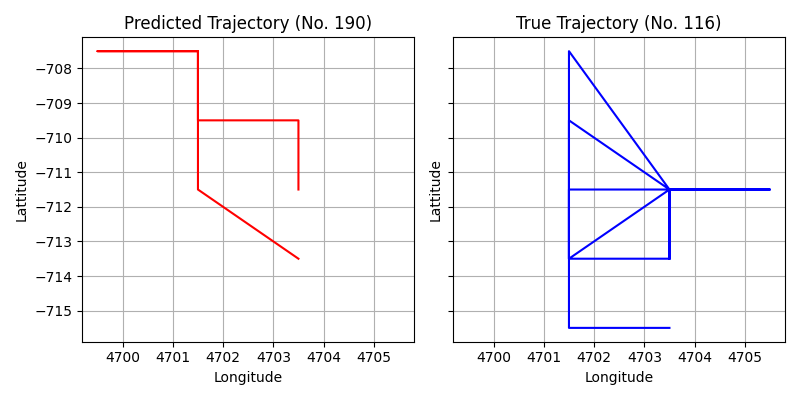 Predicted Trajectory (No. 190)
−708
−709
−710
−711
−712
−713
−714
−715
Lattitude
4700 4701 4702 4703 4704 4705
Longitude
True Trajectory (No. 116)
Lattitude
4700 4701 4702 4703 4704 4705
Longitude